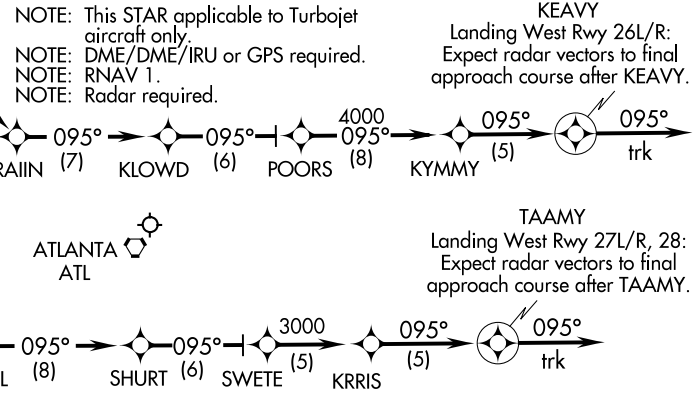 NOTE: This STAR applicable to Turbojet
aircraft only.
NOTE: DME/DME/IRU or GPS required.
NOTE: RNAV 1.
NOTE: Radar required.
KEAVY
Landing West Rwy 26L/R:
Expect radar vectors to final
approach course after KEAVY.
4000
095° 095° 095° 095° 095°
(7) (6) (8) (5) trk
RAIIN KLOWD POORS KYMMY
ATLANTA
ATL
TAAMY
Landing West Rwy 27L/R, 28:
Expect radar vectors to final
approach course after TAAMY.
095° 095° 3000 095° 095°
(8) (6) (5) (5) trk
L SHURT SWETE KRRIS